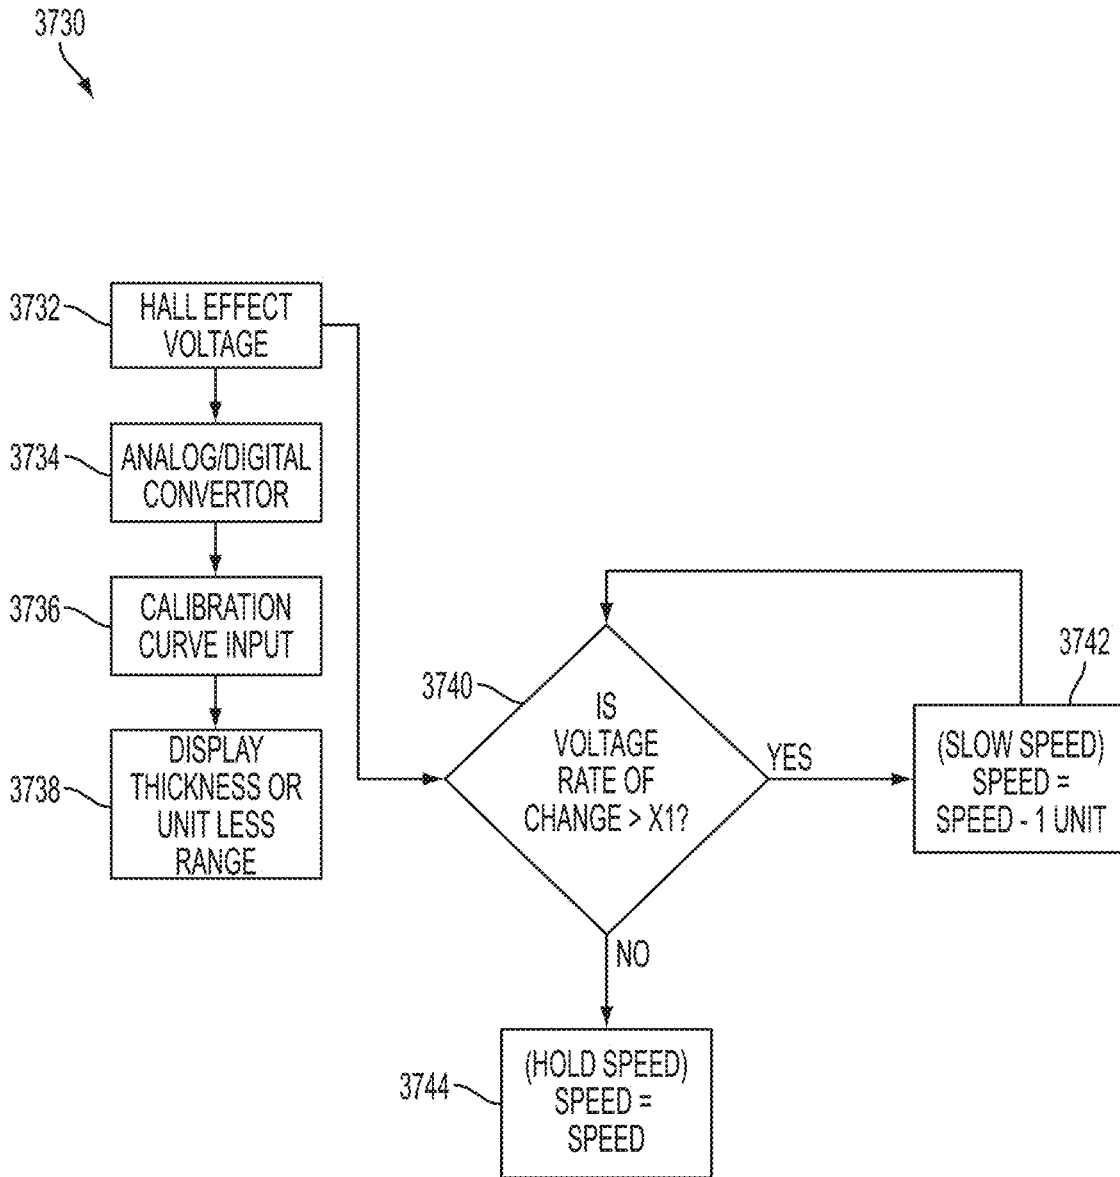 3730
3732
HALL EFFECT
VOLTAGE
3734
ANALOG/DIGITAL
CONVERTOR
3736
CALIBRATION
CURVE INPUT
3738
DISPLAY
THICKNESS OR
UNIT LESS
RANGE
3740
IS
VOLTAGE
RATE OF
CHANGE > X1?
YES
3742
(SLOW SPEED)
SPEED =
SPEED - 1 UNIT
NO
3744
(HOLD SPEED)
SPEED =
SPEED